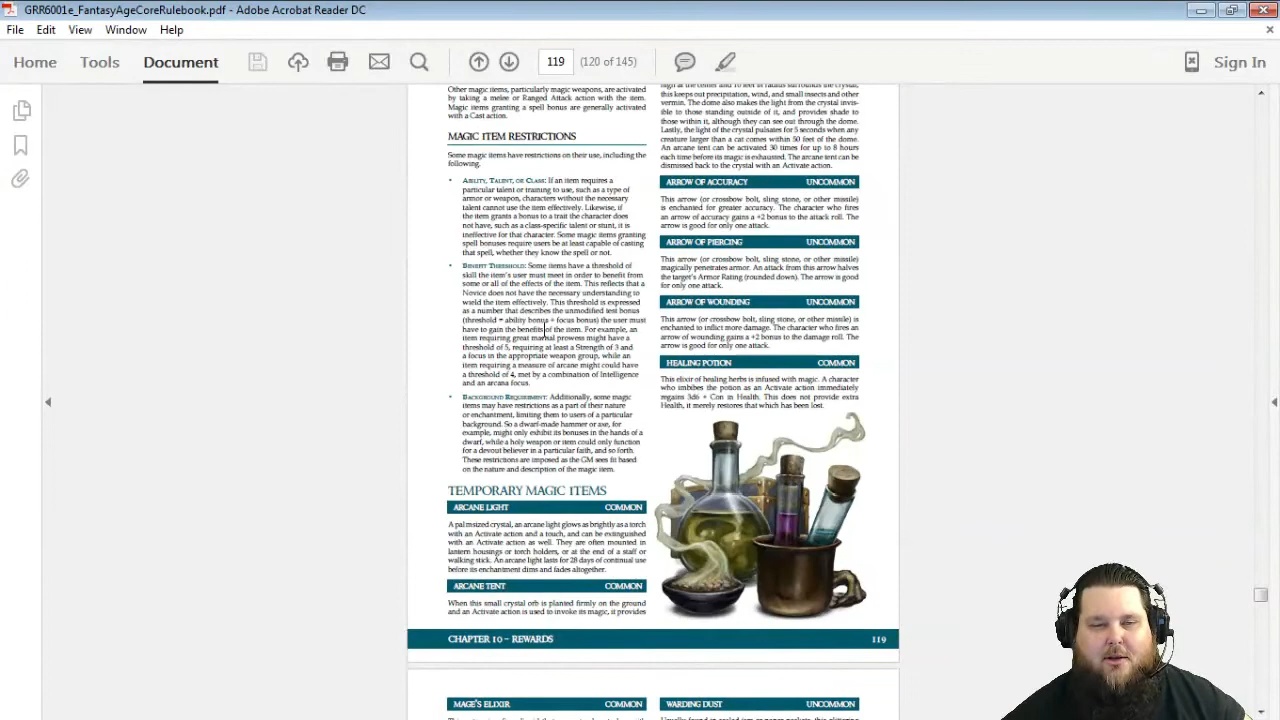 GRR6001e_FantasyAgeCoreRulebook.pdf - Adobe Acrobat Reader DC
File Edit View Window Help
Home Tools Document 119 (120 of 145) Sign In
Other magic items, particularly magic weapons, are activated
by taking a melee or Ranged Attack action with the item.
Magic items granting a spell bonus are generally activated
with a Cast action.
MAGIC ITEM RESTRICTIONS
Some magic items have restrictions on their use, including the
following.
• Ability, Talent, or Class: If an item requires a
particular talent or training to use, such as a type of
armor or weapon, characters without the necessary
talent cannot use the item effectively. Likewise, if
the item grants a bonus to a trait the character does
not have, such as a class-specific talent or stunt, it is
ineffective for that character. Some magic items granting
spell bonuses require users be at least capable of casting
that spell, whether they know the spell or not.
• Benefit Threshold: Some items have a threshold of
skill the item's user must meet in order to benefit from
some or all of the effects of the item. This reflects that a
Novice does not have the necessary understanding to
wield the item effectively. This threshold is expressed
as a number that describes the unmodified test bonus
(threshold = ability bonus + focus bonus) the user must
have to gain the benefits of the item. For example, an
item requiring great martial prowess might have a
threshold of 5, requiring at least a Strength of 3 and
a focus in the appropriate weapon group, while an
item requiring a measure of arcane might could have
a threshold of 4, met by a combination of Intelligence
and an arcana focus.
• Background Requirement: Additionally, some magic
items may have restrictions as a part of their nature
or enchantment, limiting them to users of a particular
background. So a dwarf-made hammer or axe, for
example, might only exhibit its bonuses in the hands of a
dwarf, while a holy weapon or item could only function
for a devout believer in a particular faith, and so forth.
These restrictions are imposed as the GM sees fit based
on the nature and description of the magic item.
TEMPORARY MAGIC ITEMS
ARCANE LIGHT COMMON
A palmsized crystal, an arcane light glows as brightly as a torch
with an Activate action and a touch, and can be extinguished
with an Activate action as well. They are often mounted in
lantern housings or torch holders, or at the end of a staff or
walking stick. An arcane light lasts for 28 days of continual use
before its enchantment dims and fades altogether.
ARCANE TENT COMMON
When this small crystal orb is planted firmly on the ground
and an Activate action is used to invoke its magic, it provides
high at the center and 10 feet in radius surrounds the crystal,
this keeps out precipitation, wind, and small insects and other
vermin. The dome also makes the light from the crystal invis-
ible to those standing outside of it, and provides shade to
those within it, although they can see out through the dome.
Lastly, the light of the crystal pulsates for 5 seconds when any
creature larger than a cat comes within 50 feet of the dome.
An arcane tent can be activated 30 times for up to 8 hours
each time before its magic is exhausted. The arcane tent can be
dismissed back to the crystal with an Activate action.
ARROW OF ACCURACY UNCOMMON
This arrow (or crossbow bolt, sling stone, or other missile)
is enchanted for greater accuracy. The character who fires
an arrow of accuracy gains a +2 bonus to the attack roll. The
arrow is good for only one attack.
ARROW OF PIERCING UNCOMMON
This arrow (or crossbow bolt, sling stone, or other missile)
magically penetrates armor. An attack from this arrow halves
the target's Armor Rating (rounded down). The arrow is good
for only one attack.
ARROW OF WOUNDING UNCOMMON
This arrow (or crossbow bolt, sling stone, or other missile) is
enchanted to inflict more damage. The character who fires an
arrow of wounding gains a +2 bonus to the damage roll. The
arrow is good for only one attack.
HEALING POTION COMMON
This elixir of healing herbs is infused with magic. A character
who imbibes the potion as an Activate action immediately
regains 3d6 + Con in Health. This does not provide extra
Health, it merely restores that which has been lost.
CHAPTER 10 – REWARDS 119
MAGE'S ELIXIR COMMON
WARDING DUST UNCOMMON